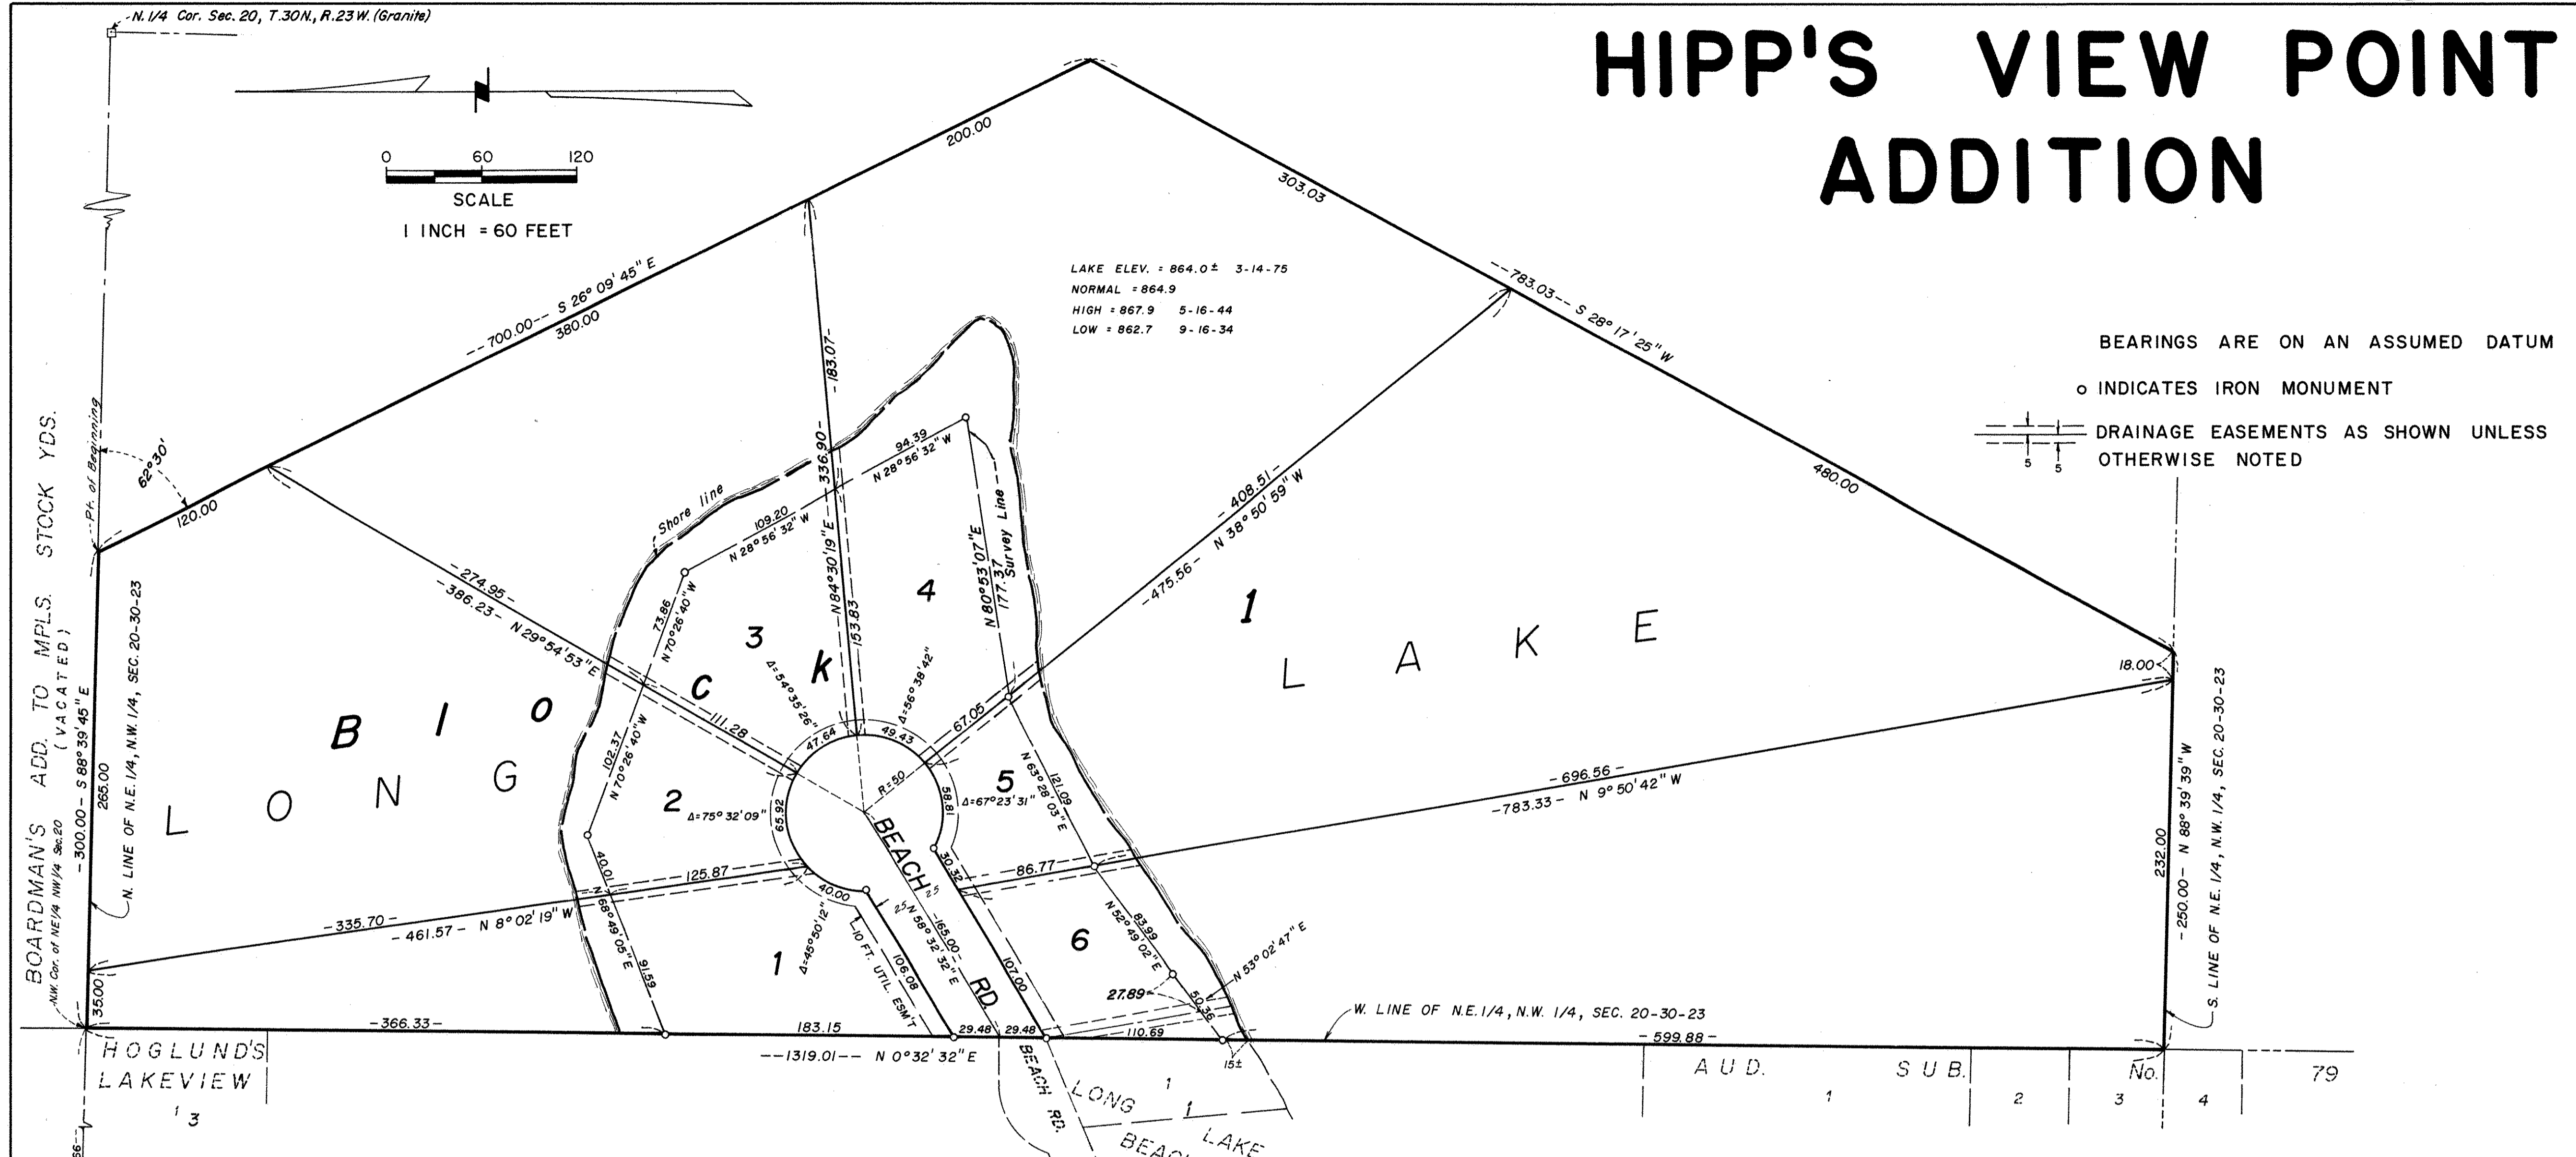 N. 1/4 Cor. Sec. 20, T.30N., R.23W. (Granite)
HIPP'S VIEW POINT
ADDITION
0 60 120
SCALE
1 INCH = 60 FEET
LAKE ELEV. = 864.0± 3-14-75
NORMAL = 864.9
HIGH = 867.9 5-16-44
LOW = 862.7 9-16-34
BEARINGS ARE ON AN ASSUMED DATUM
o INDICATES IRON MONUMENT
DRAINAGE EASEMENTS AS SHOWN UNLESS
OTHERWISE NOTED
5 5
200.00
303.03
--700.00-- S 26° 09' 45" E
380.00
--783.03-- S 28° 17' 25" W
480.00
120.00
62°30'
Pt. of Beginning
BOARDMAN'S ADD. TO MPLS. STOCK YDS.
(VACATED)
N.W. Cor. of NE1/4 NW1/4 Sec.20
-300.00- S 88° 39' 45" E
265.00
N. LINE OF N.E. 1/4, N.W. 1/4, SEC. 20-30-23
35.00
-274.95-
-386.23- N 29° 54' 53" E
111.28
-183.07-
-336.90-
N 84° 30' 19" E
153.83
Shore line
109.20
N 28° 56' 32" W
94.39
N 28° 56' 32" W
73.86
N 70° 26' 40" W
102.37
N 70° 26' 40" W
N 80° 53' 07" E
177.37
Survey Line
-408.51-
-475.56- N 38° 50' 59" W
67.05
Block 1
LONG LAKE
1
2
3
4
5
6
Δ=54° 35' 26"
Δ=56° 38' 42"
Δ=75° 32' 09"
Δ=67° 23' 31"
Δ=45° 50' 12"
47.64
49.43
65.92
58.81
40.00
30.32
R=50
BEACH RD.
25
25
-165.00-
N 58° 32' 32" E
106.08
107.00
10 FT. UTIL. ESM'T
N 63° 28' 03" E
121.09
-696.56-
-783.33- N 9° 50' 42" W
86.77
18.00
232.00
-250.00- N 88° 39' 39" W
S. LINE OF N.E. 1/4, N.W. 1/4, SEC. 20-30-23
125.87
-335.70-
-461.57- N 8° 02' 19" W
40.01
N 68° 49' 05" E
91.59
83.99
N 52° 49' 02" E
27.89
50.36
N 53° 02' 47" E
W. LINE OF N.E. 1/4, N.W. 1/4, SEC. 20-30-23
-366.33-
183.15
29.48
29.48
110.69
-599.88-
--1319.01-- N 0° 32' 32" E
15±
HOGLUND'S
LAKEVIEW
1 3
BEACH RD.
LONG
1
1
LAKE
AUD. SUB. No. 79
1 2 3 4